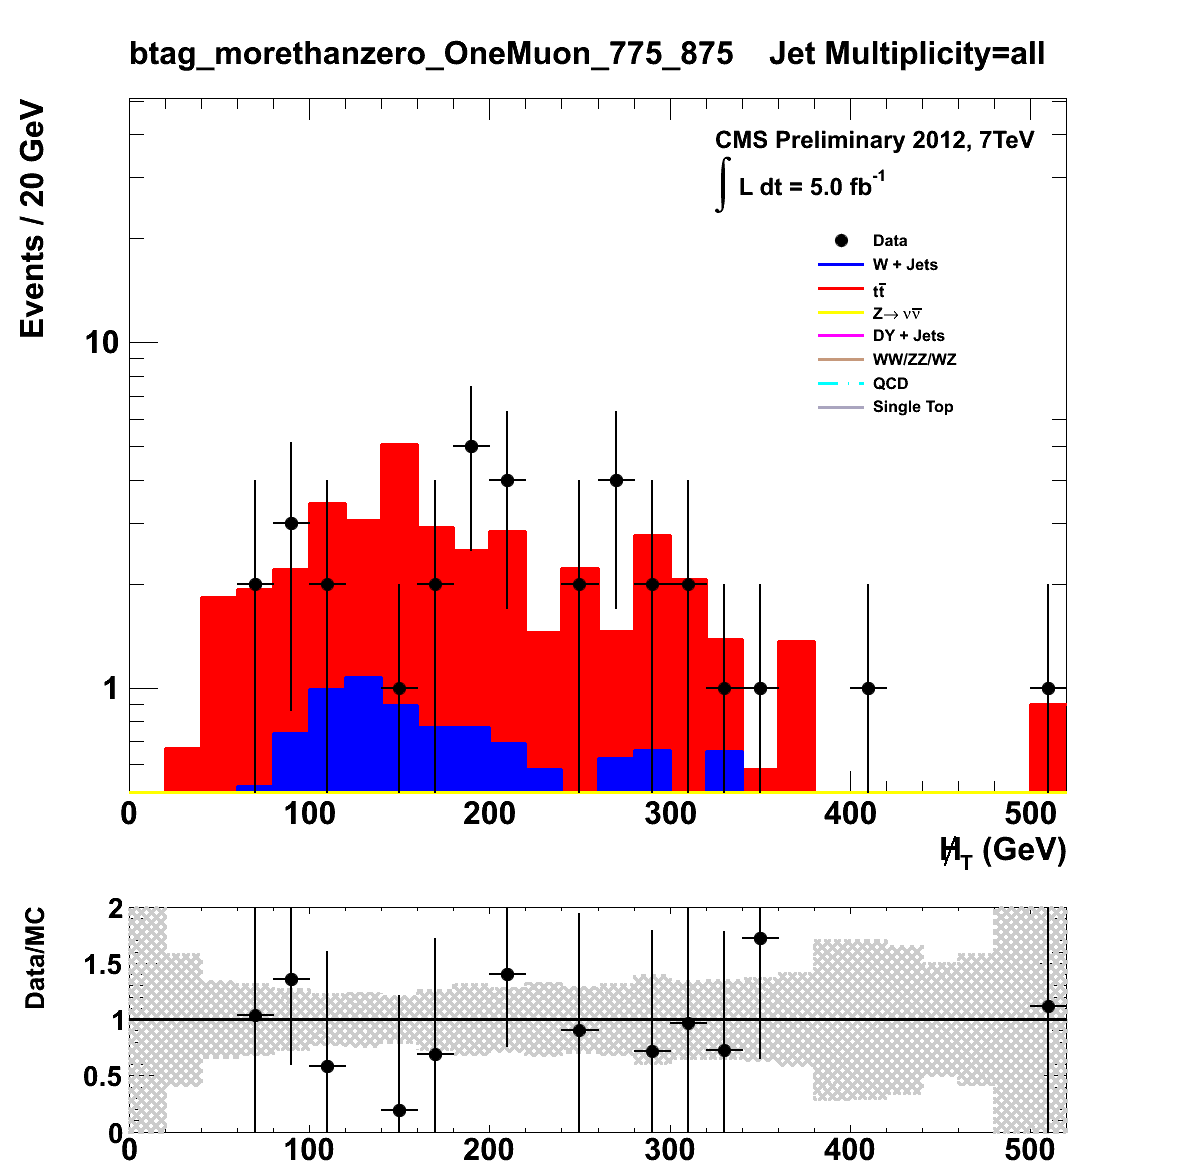 btag_morethanzero_OneMuon_775_875 Jet Multiplicity=all
Events / 20 GeV
CMS Preliminary 2012, 7TeV
∫ L dt = 5.0 fb⁻¹
Data
W + Jets
tt̅
Z→ νν̅
DY + Jets
WW/ZZ/WZ
QCD
Single Top
10
1
0 100 200 300 400 500
H̸_T (GeV)
Data/MC
2
1.5
1
0.5
0
0 100 200 300 400 500